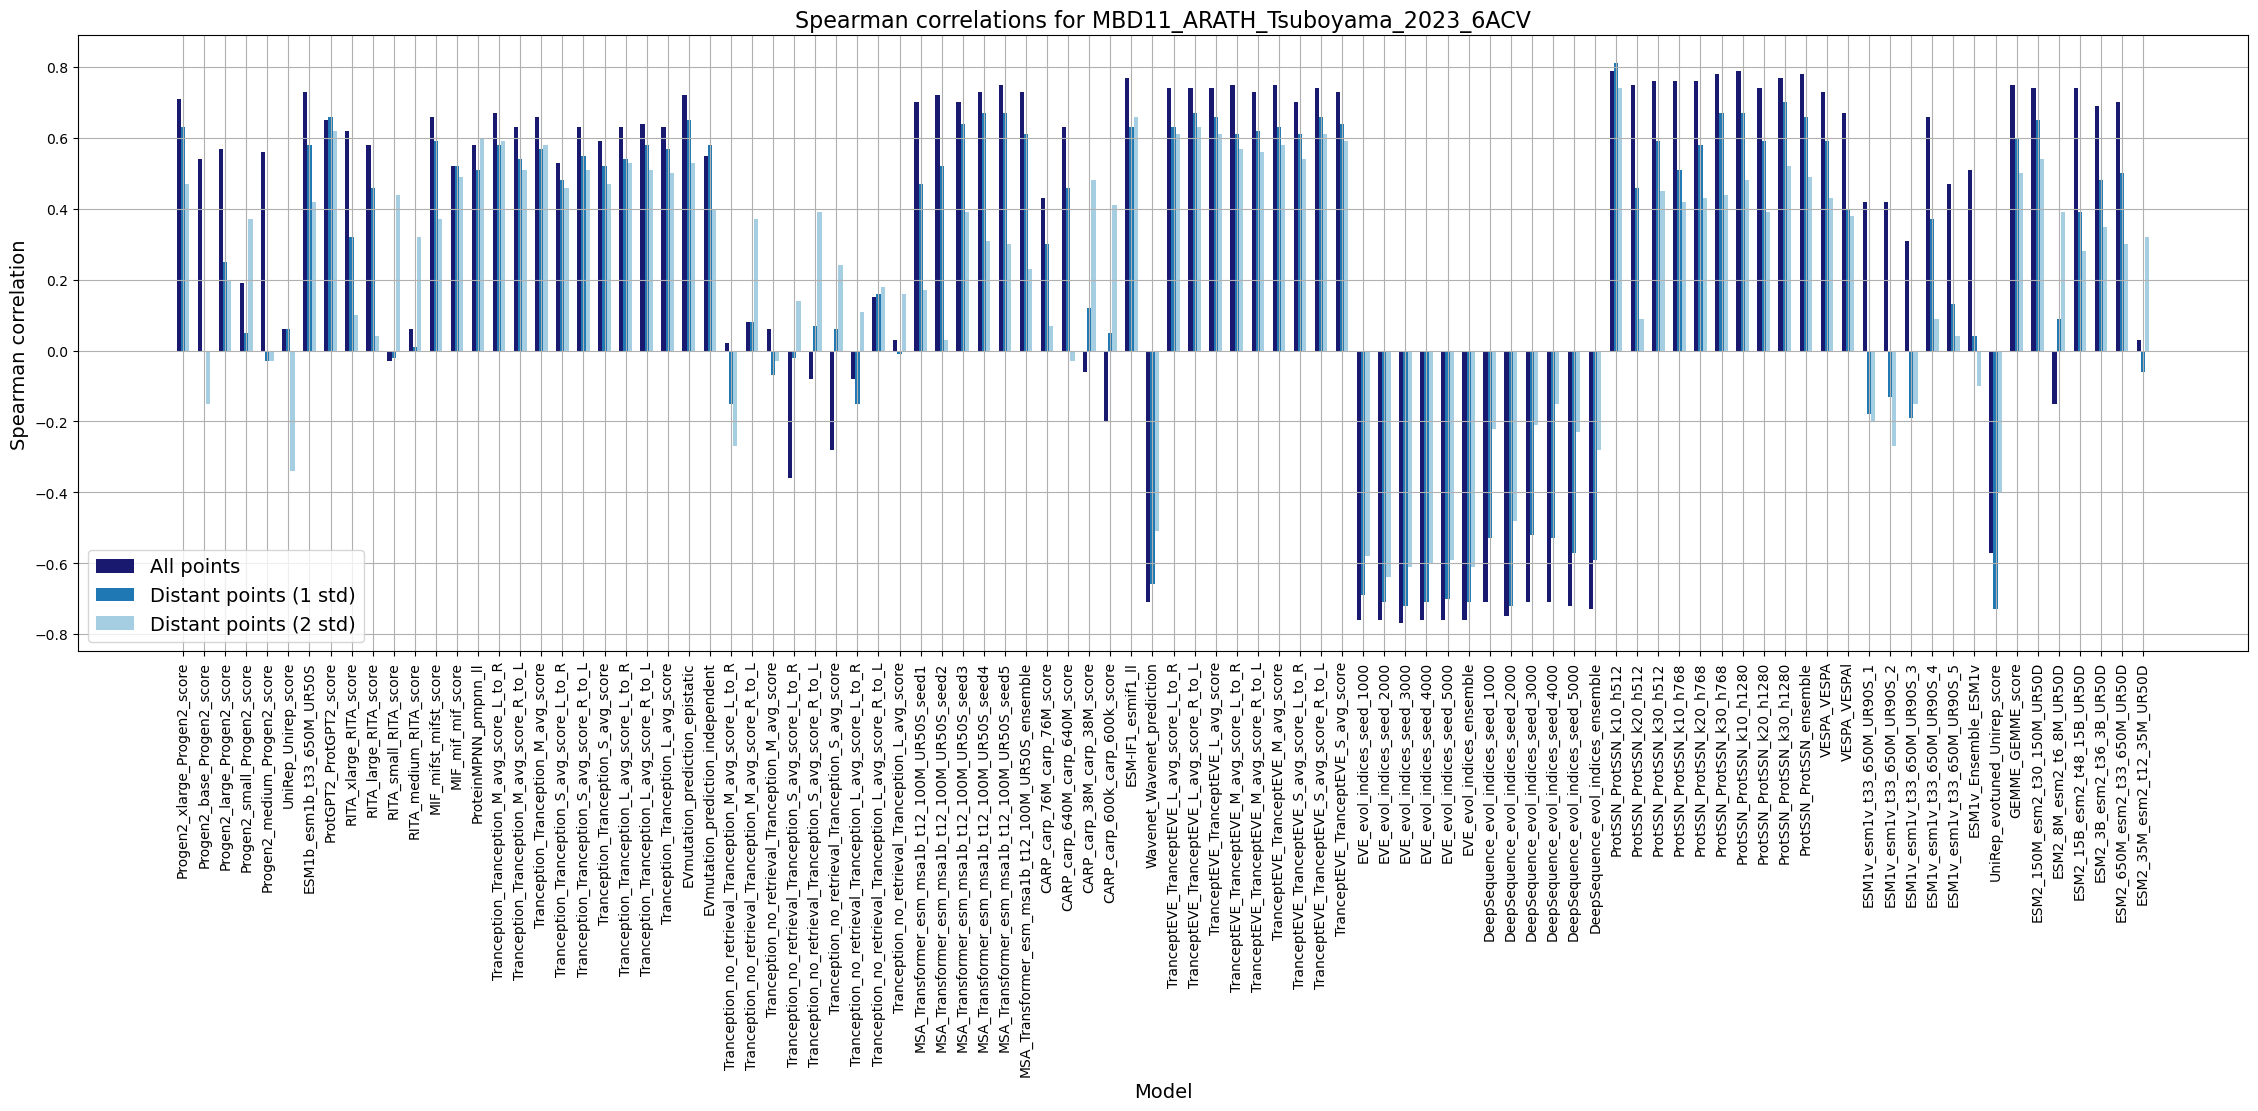 Spearman correlations for MBD11_ARATH_Tsuboyama_2023_6ACV
Spearman correlation
0.8
0.6
0.4
0.2
0.0
−0.2
−0.4
−0.6
−0.8
All points
Distant points (1 std)
Distant points (2 std)
Progen2_xlarge_Progen2_score
Progen2_base_Progen2_score
Progen2_large_Progen2_score
Progen2_small_Progen2_score
Progen2_medium_Progen2_score
UniRep_Unirep_score
ESM1b_esm1b_t33_650M_UR50S
ProtGPT2_ProtGPT2_score
RITA_xlarge_RITA_score
RITA_large_RITA_score
RITA_small_RITA_score
RITA_medium_RITA_score
MIF_mifst_mifst_score
MIF_mif_mif_score
ProteinMPNN_pmpnn_ll
Tranception_Tranception_M_avg_score_L_to_R
Tranception_Tranception_M_avg_score_R_to_L
Tranception_Tranception_M_avg_score
Tranception_Tranception_S_avg_score_L_to_R
Tranception_Tranception_S_avg_score_R_to_L
Tranception_Tranception_S_avg_score
Tranception_Tranception_L_avg_score_L_to_R
Tranception_Tranception_L_avg_score_R_to_L
Tranception_Tranception_L_avg_score
EVmutation_prediction_epistatic
EVmutation_prediction_independent
Tranception_no_retrieval_Tranception_M_avg_score_L_to_R
Tranception_no_retrieval_Tranception_M_avg_score_R_to_L
Tranception_no_retrieval_Tranception_M_avg_score
Tranception_no_retrieval_Tranception_S_avg_score_L_to_R
Tranception_no_retrieval_Tranception_S_avg_score_R_to_L
Tranception_no_retrieval_Tranception_S_avg_score
Tranception_no_retrieval_Tranception_L_avg_score_L_to_R
Tranception_no_retrieval_Tranception_L_avg_score_R_to_L
Tranception_no_retrieval_Tranception_L_avg_score
MSA_Transformer_esm_msa1b_t12_100M_UR50S_seed1
MSA_Transformer_esm_msa1b_t12_100M_UR50S_seed2
MSA_Transformer_esm_msa1b_t12_100M_UR50S_seed3
MSA_Transformer_esm_msa1b_t12_100M_UR50S_seed4
MSA_Transformer_esm_msa1b_t12_100M_UR50S_seed5
MSA_Transformer_esm_msa1b_t12_100M_UR50S_ensemble
CARP_76M_carp_76M_score
CARP_carp_640M_carp_640M_score
CARP_38M_carp_38M_score
CARP_carp_600k_carp_600k_score
ESM-IF1_esmif1_ll
Wavenet_Wavenet_prediction
TranceptEVE_TranceptEVE_L_avg_score_L_to_R
TranceptEVE_TranceptEVE_L_avg_score_R_to_L
TranceptEVE_TranceptEVE_L_avg_score
TranceptEVE_TranceptEVE_M_avg_score_L_to_R
TranceptEVE_TranceptEVE_M_avg_score_R_to_L
TranceptEVE_TranceptEVE_M_avg_score
TranceptEVE_TranceptEVE_S_avg_score_L_to_R
TranceptEVE_TranceptEVE_S_avg_score_R_to_L
TranceptEVE_TranceptEVE_S_avg_score
EVE_evol_indices_seed_1000
EVE_evol_indices_seed_2000
EVE_evol_indices_seed_3000
EVE_evol_indices_seed_4000
EVE_evol_indices_seed_5000
EVE_evol_indices_ensemble
DeepSequence_evol_indices_seed_1000
DeepSequence_evol_indices_seed_2000
DeepSequence_evol_indices_seed_3000
DeepSequence_evol_indices_seed_4000
DeepSequence_evol_indices_seed_5000
DeepSequence_evol_indices_ensemble
ProtSSN_ProtSSN_k10_h512
ProtSSN_ProtSSN_k20_h512
ProtSSN_ProtSSN_k30_h512
ProtSSN_ProtSSN_k10_h768
ProtSSN_ProtSSN_k20_h768
ProtSSN_ProtSSN_k30_h768
ProtSSN_ProtSSN_k10_h1280
ProtSSN_ProtSSN_k20_h1280
ProtSSN_ProtSSN_k30_h1280
ProtSSN_ProtSSN_ensemble
VESPA_VESPA
VESPA_VESPAl
ESM1v_esm1v_t33_650M_UR90S_1
ESM1v_esm1v_t33_650M_UR90S_2
ESM1v_esm1v_t33_650M_UR90S_3
ESM1v_esm1v_t33_650M_UR90S_4
ESM1v_esm1v_t33_650M_UR90S_5
ESM1v_Ensemble_ESM1v
UniRep_evotuned_Unirep_score
GEMME_GEMME_score
ESM2_150M_esm2_t30_150M_UR50D
ESM2_8M_esm2_t6_8M_UR50D
ESM2_15B_esm2_t48_15B_UR50D
ESM2_3B_esm2_t36_3B_UR50D
ESM2_650M_esm2_t33_650M_UR50D
ESM2_35M_esm2_t12_35M_UR50D
Model